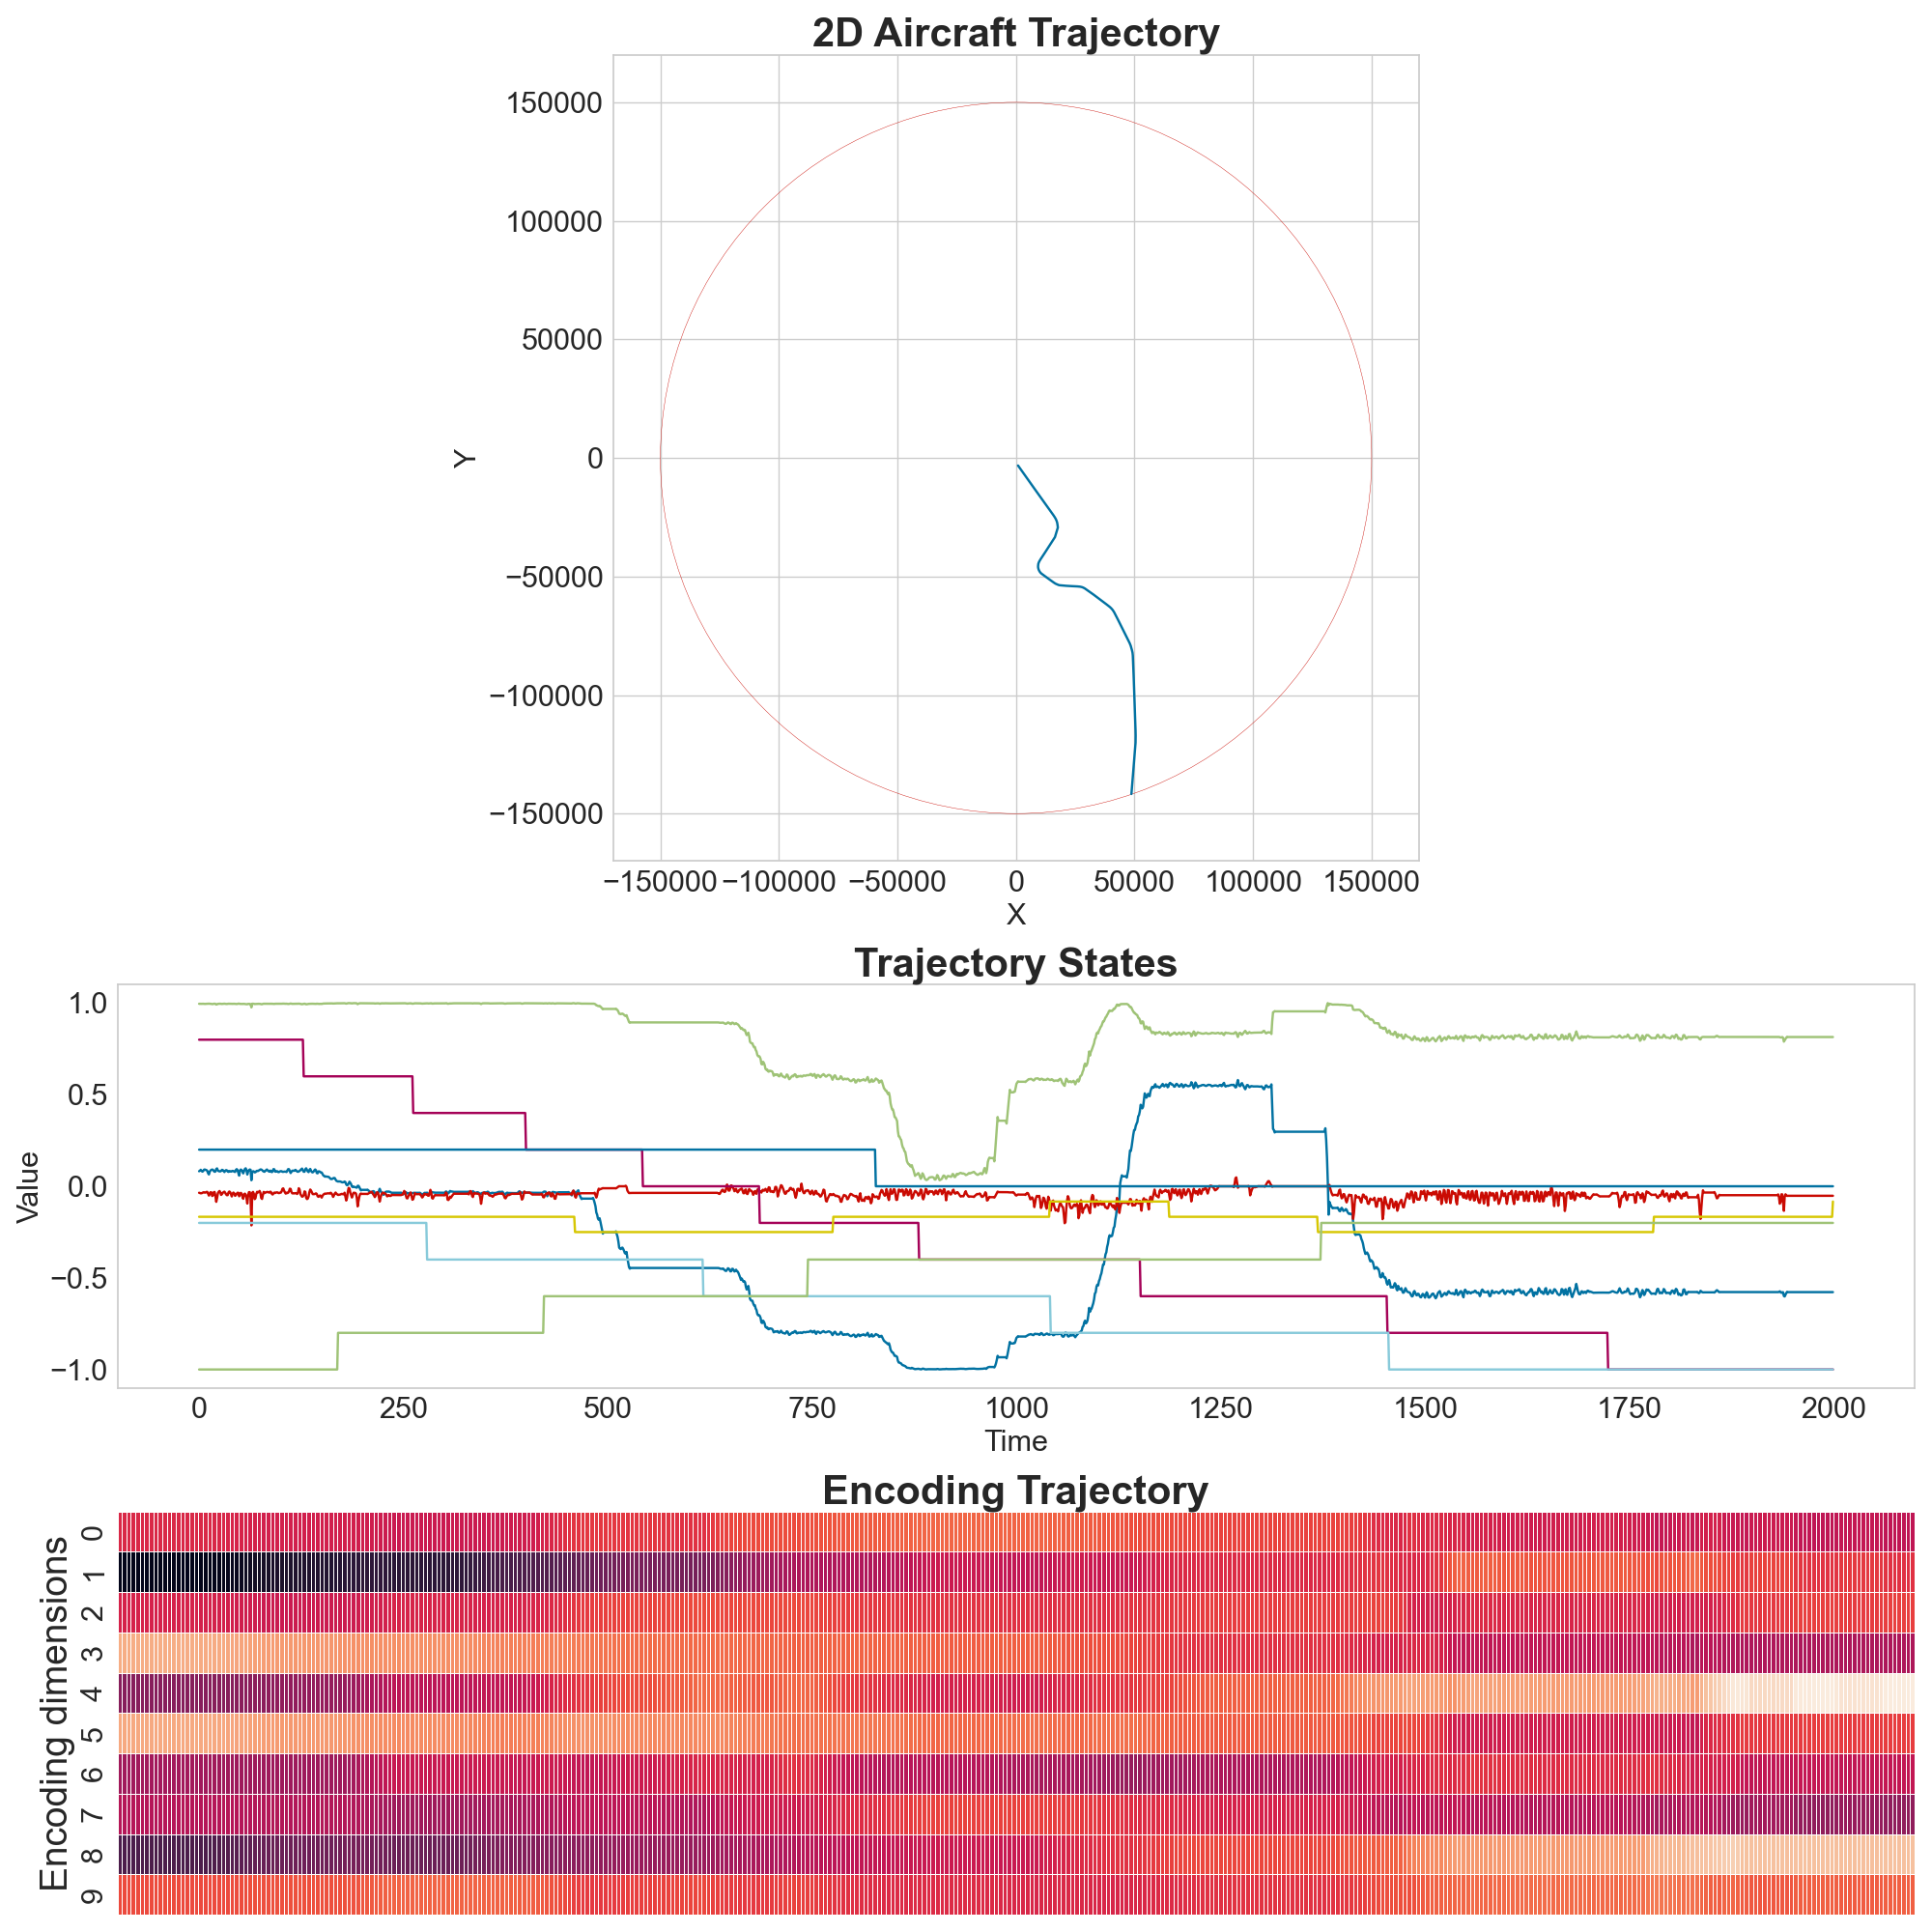 2D Aircraft Trajectory
150000
100000
50000
0
−50000
−100000
−150000
Y
−150000 −100000 −50000 0 50000 100000 150000
X
Trajectory States
1.0
0.5
0.0
−0.5
−1.0
Value
0 250 500 750 1000 1250 1500 1750 2000
Time
Encoding Trajectory
0
1
2
3
4
5
6
7
8
9
Encoding dimensions